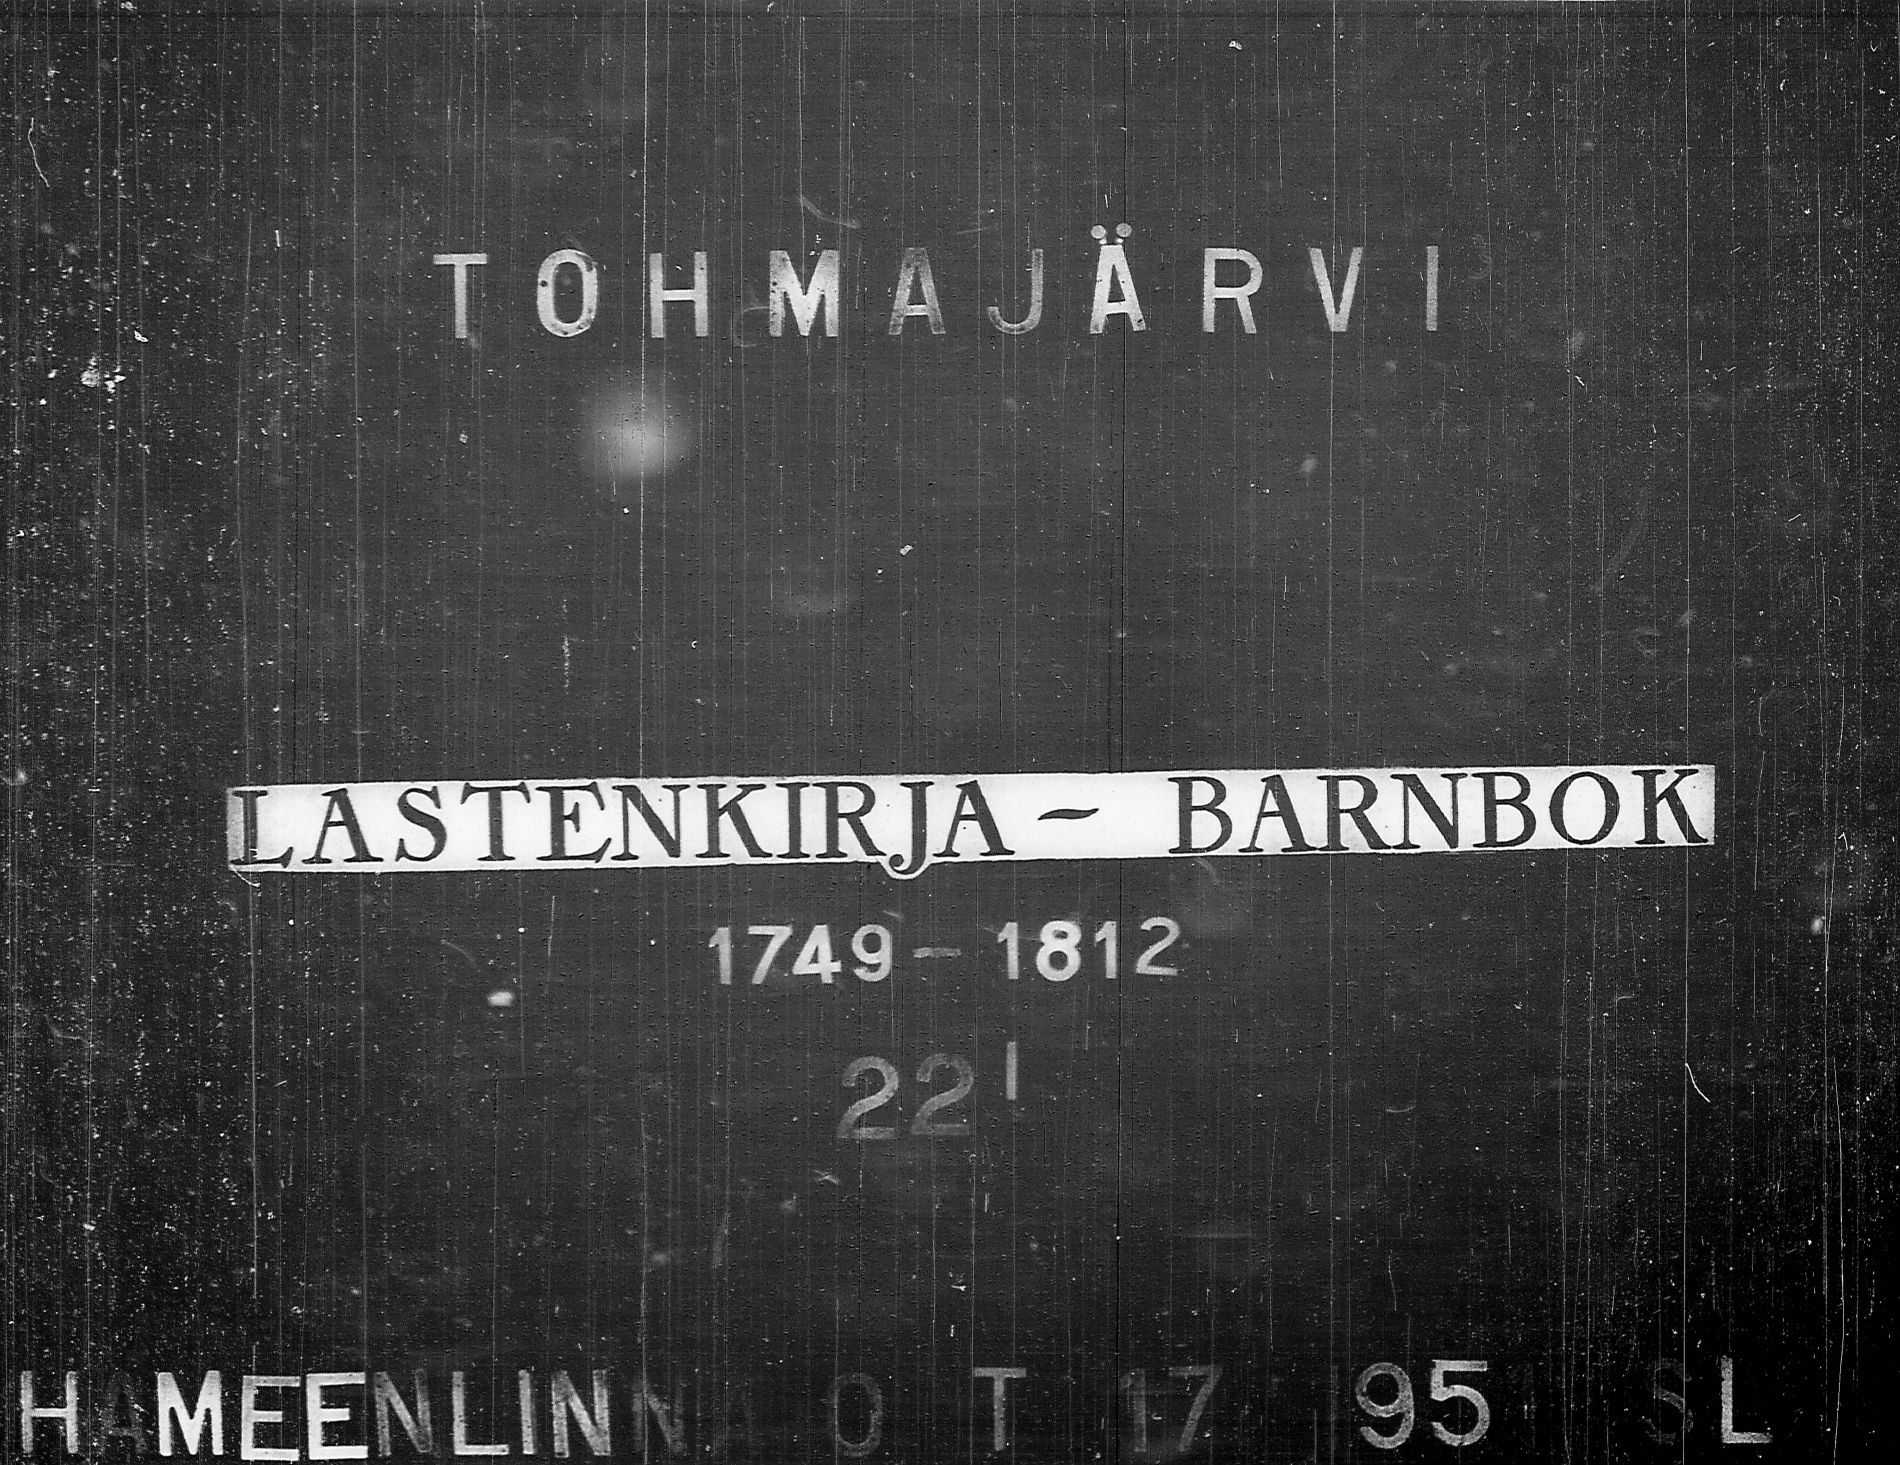 TOHMAJÄRVI
LASTENKIRJA - BARNBOK
1749 - 1812
22 I
HAMEENLINN O T 17 95 S L